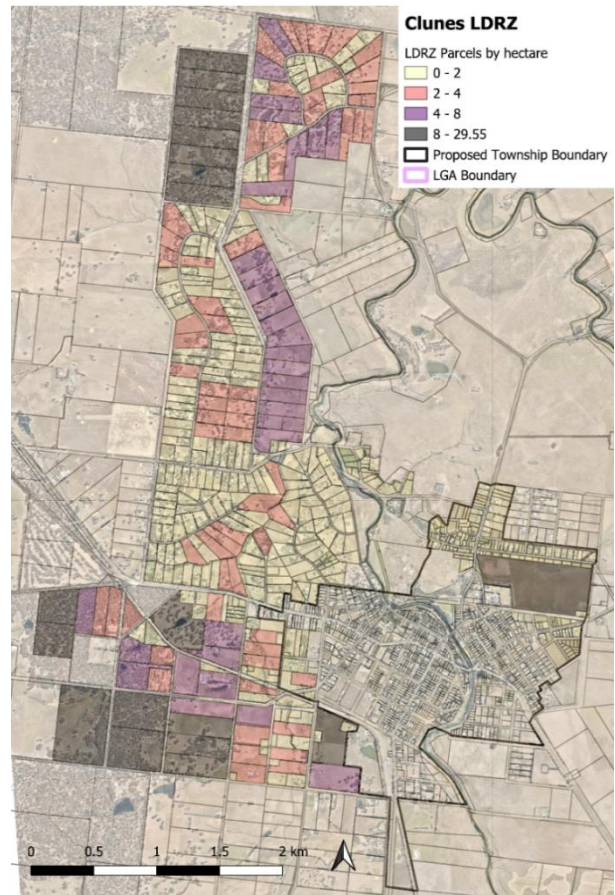 Clunes LDRZ
LDRZ Parcels by hectare
0 - 2
2 - 4
4 - 8
8 - 29.55
Proposed Township Boundary
LGA Boundary
0 0.5 1 1.5 2 km